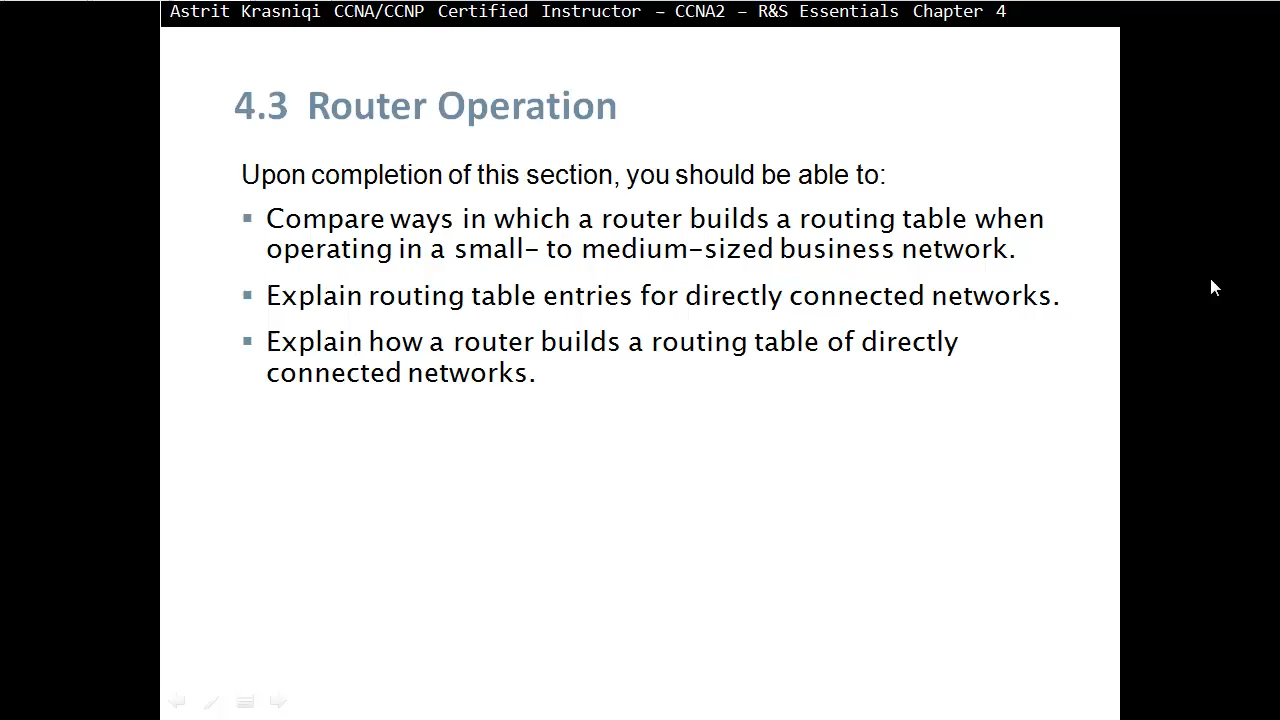 Astrit Krasniqi CCNA/CCNP Certified Instructor – CCNA2 – R&S Essentials Chapter 4
4.3 Router Operation
Upon completion of this section, you should be able to:
▪ Compare ways in which a router builds a routing table when
operating in a small- to medium-sized business network.
▪ Explain routing table entries for directly connected networks.
▪ Explain how a router builds a routing table of directly
connected networks.